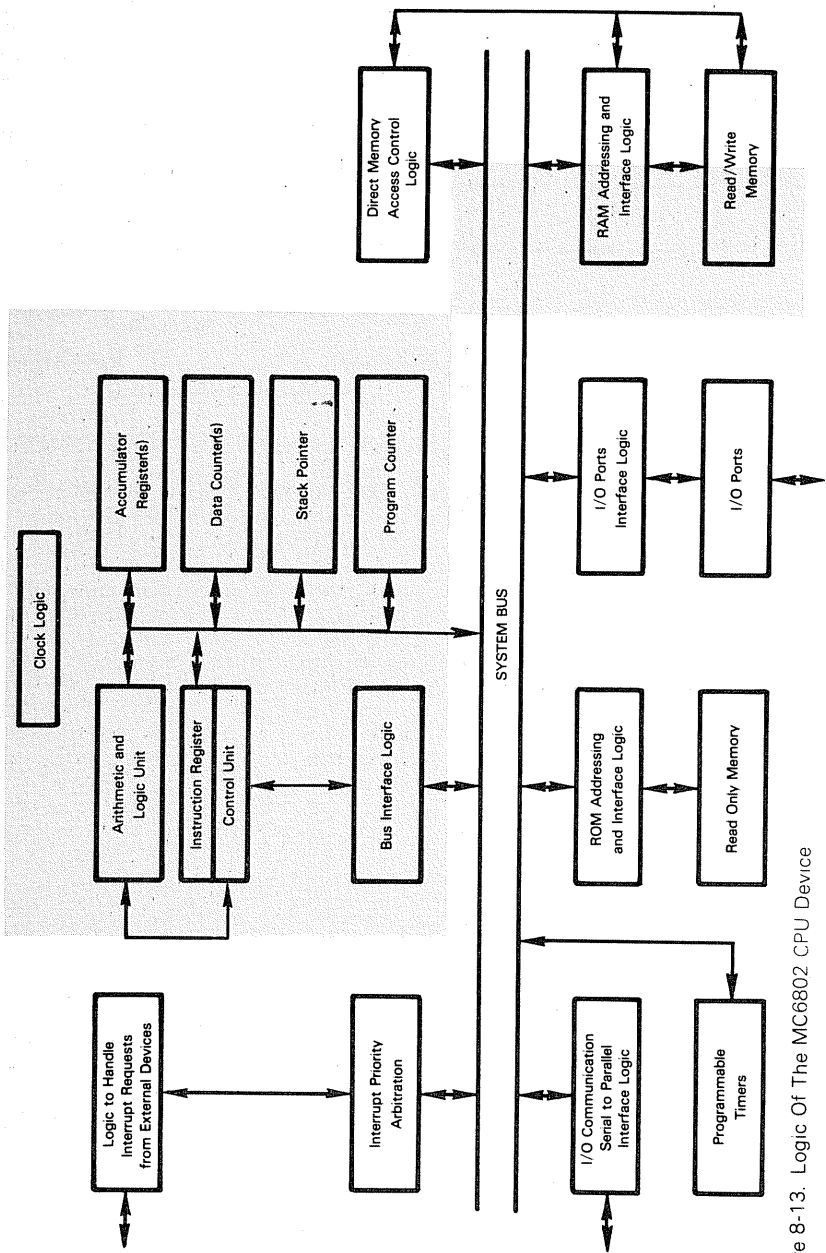 Clock Logic
Logic to Handle
Interrupt Requests
from External Devices
Arithmetic and
Logic Unit
Accumulator
Register(s)
Instruction Register
Control Unit
Data Counter(s)
Stack Pointer
Program Counter
Interrupt Priority
Arbitration
Bus Interface Logic
Direct Memory
Access Control
Logic
SYSTEM BUS
I/O Communication
Serial to Parallel
Interface Logic
ROM Addressing
and Interface Logic
I/O Ports
Interface Logic
RAM Addressing and
Interface Logic
Programmable
Timers
Read Only Memory
I/O Ports
Read/Write
Memory
e 8-13. Logic Of The MC6802 CPU Device